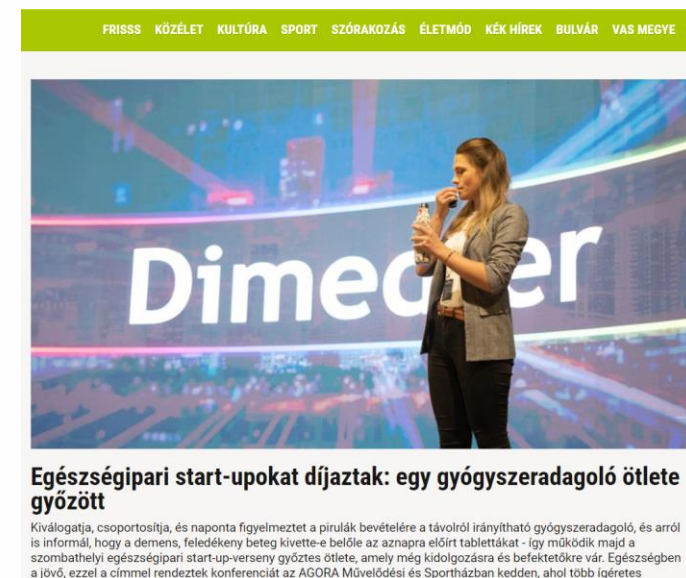 FRISSS KÖZÉLET KULTÚRA SPORT SZÓRAKOZÁS ÉLETMÓD KÉK HÍREK BULVÁR VAS MEGYE
Dimed er
Egészségipari start-upokat díjaztak: egy gyógyszeradagoló ötlete
győzött
Kiválogatja, csoportosítja, és naponta figyelmeztet a pirulák bevételére a távolról irányítható gyógyszeradagoló, és arról
is informál, hogy a demens, feledékeny beteg kivette-e belőle az aznapra előírt tablettákat - így működik majd a
szombathelyi egészségipari start-up-verseny győztes ötlete, amely még kidolgozásra és befektetőkre vár. Egészségben
a jövő, ezzel a címmel rendeztek konferenciát az AGORA Művelődési és Sportházban kedden, ahol több ígéretes